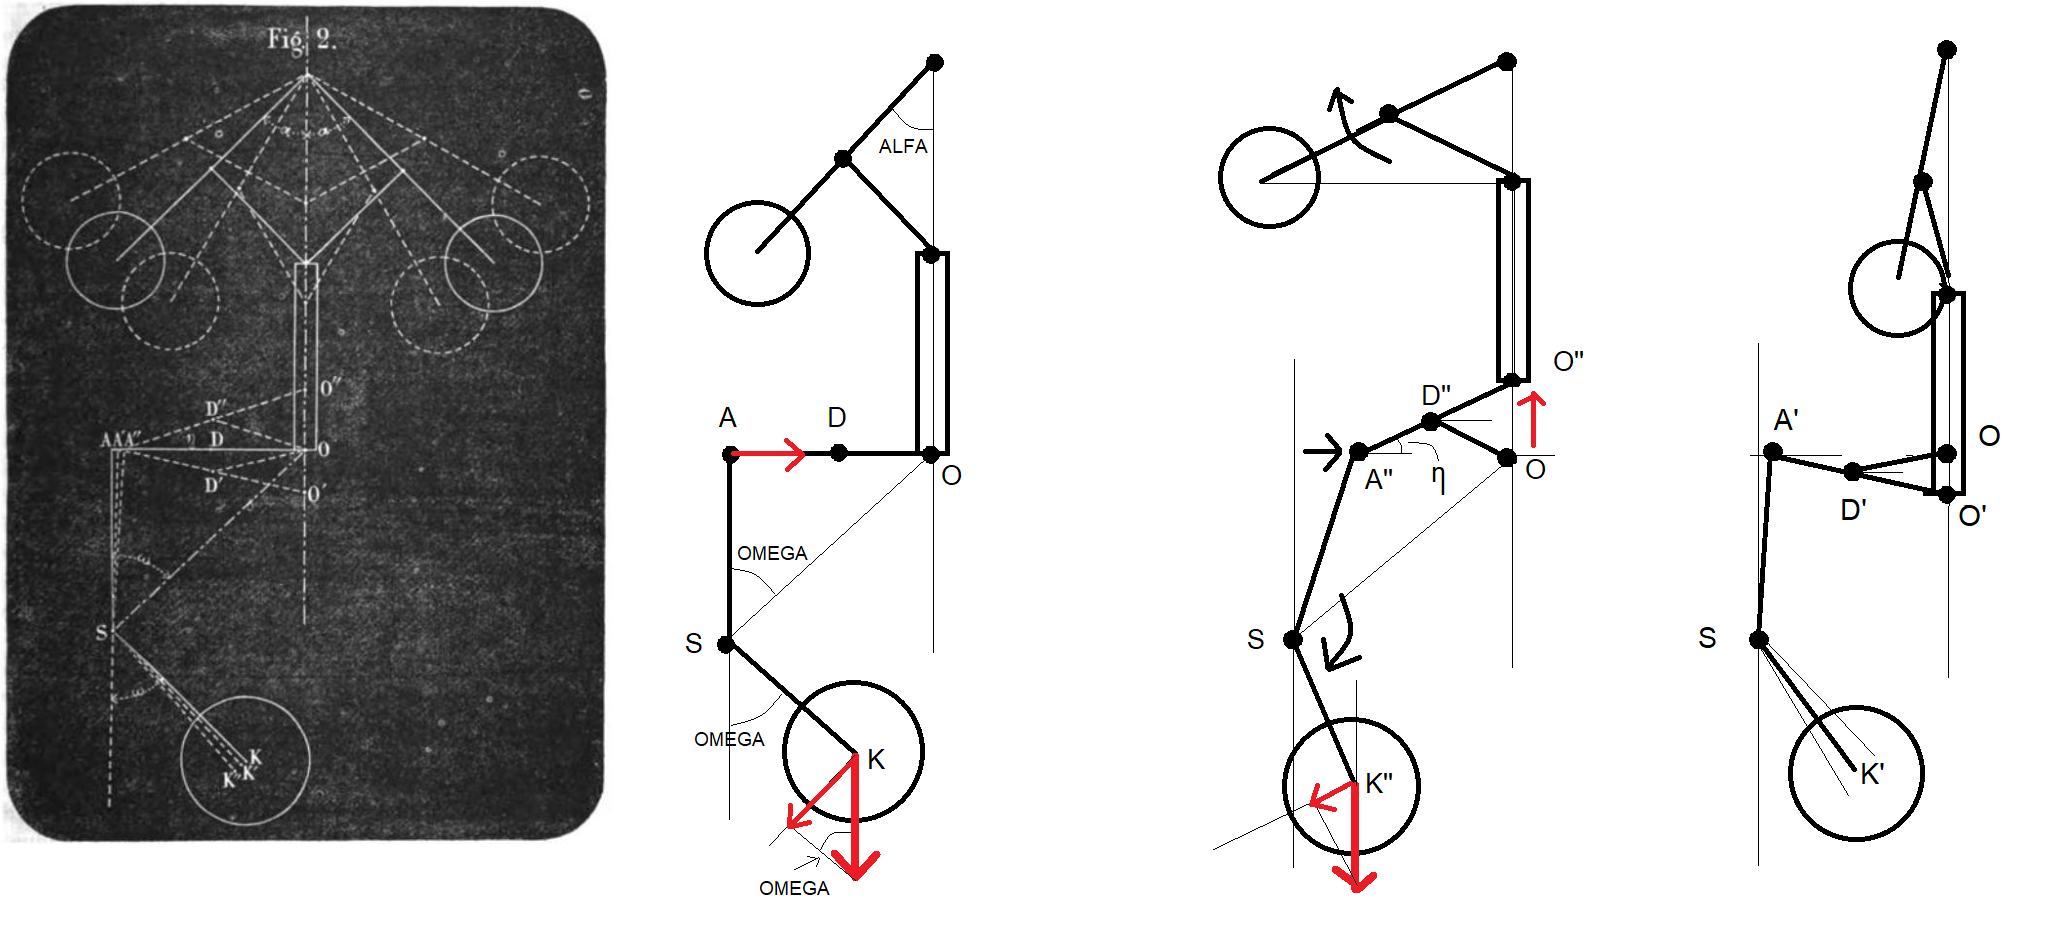 Fig. 2.
α α
O''
D''
A A' A'' η D O
D' O'
ω
S
ω
K
K' K''
ALFA
A D
O
OMEGA
S
OMEGA
K
OMEGA
O"
D"
A" η O
S
K"
A' O
D' O'
S
K'